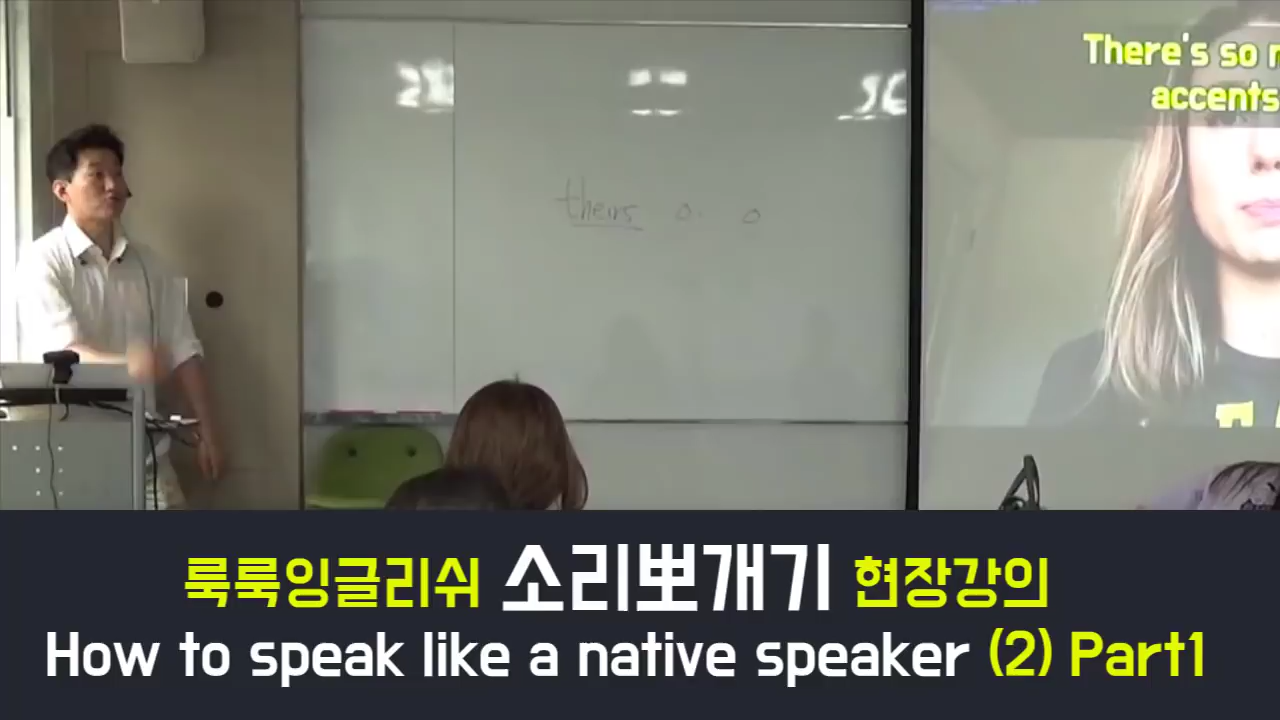 There's so
accents
theirs o. o
룩룩잉글리쉬 소리뽀개기 현장강의
How to speak like a native speaker (2) Part1